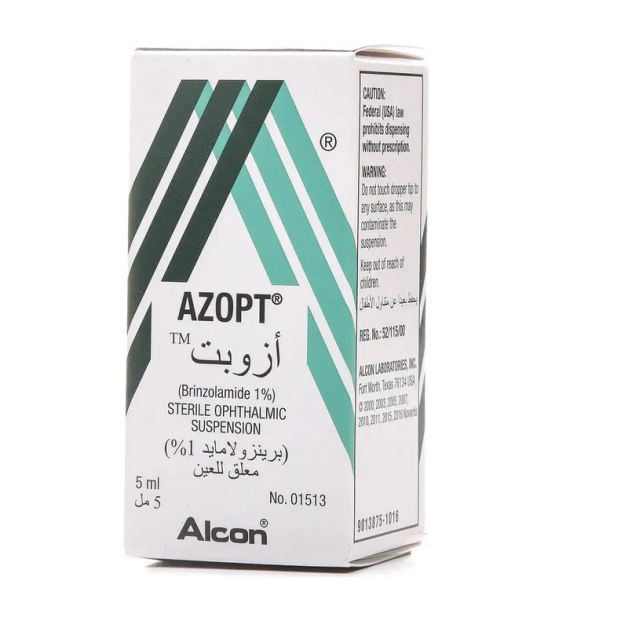 ®
AZOPT®
أزوبت™
(Brinzolamide 1%)
STERILE OPHTHALMIC
SUSPENSION
(برينزولامايد 1%)
معلق للعين
5 ml
5 مل
No. 01513
Alcon®
CAUTION:
Federal (USA) law
prohibits dispensing
without prescription.
WARNING:
Do not touch dropper tip to
any surface, as this may
contaminate the
suspension.
Keep out of reach of
children.
يحفظ بعيدا عن متناول الأطفال
REG. No.: 52/115/00
ALCON LABORATORIES, INC.
Fort Worth, Texas 76134 USA
© 2000, 2003, 2005, 2007,
2010, 2011, 2015, 2016 Novartis
9013075-1016